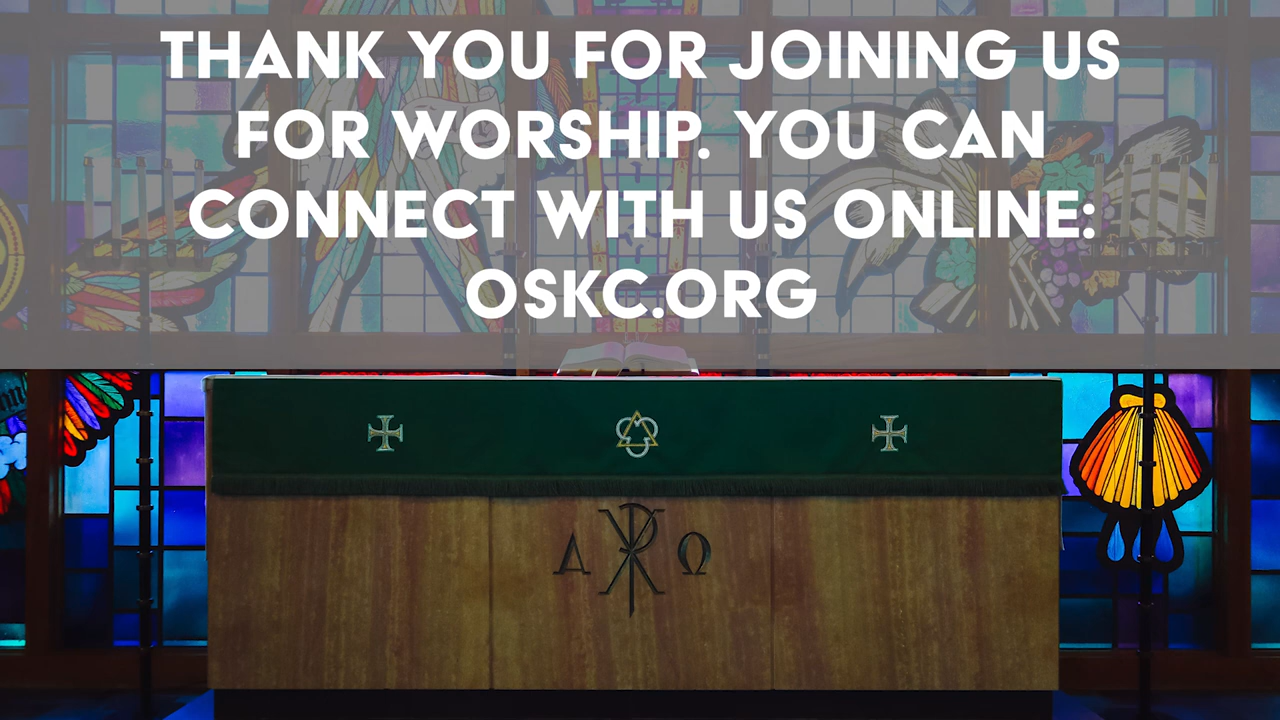 THANK YOU FOR JOINING US
FOR WORSHIP. YOU CAN
CONNECT WITH US ONLINE:
OSKC.ORG
Α ☧ Ω